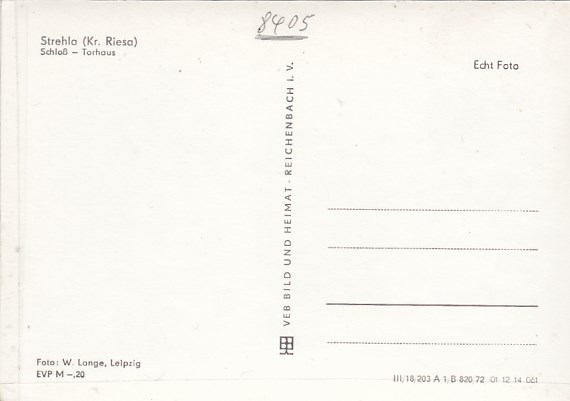 8405
Strehla (Kr. Riesa)
Schloß – Torhaus
Echt Foto
VEB BILD UND HEIMAT · REICHENBACH i. V.
Foto: W. Lange, Leipzig
EVP M –,20
III/18/203 A 1/B 820/72 01 12 14 061